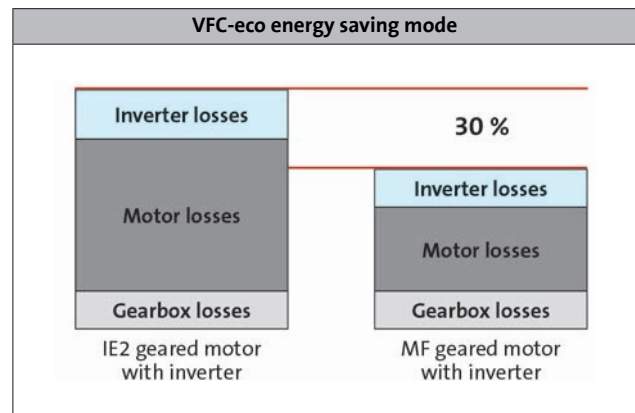 VFC-eco energy saving mode
Inverter losses
30 %
Inverter losses
Motor losses
Motor losses
Gearbox losses
Gearbox losses
IE2 geared motor
with inverter
MF geared motor
with inverter